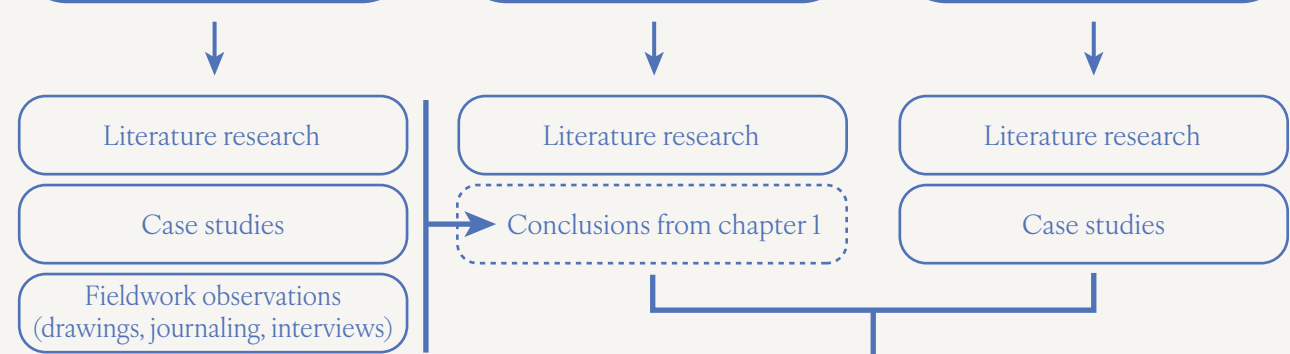 Literature research
Literature research
Literature research
Case studies
Conclusions from chapter 1
Case studies
Fieldwork observations
(drawings, journaling, interviews)